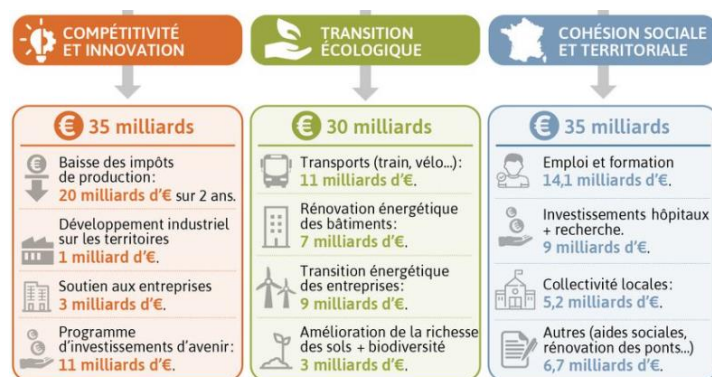 COMPÉTITIVITÉ
ET INNOVATION
€ 35 milliards
Baisse des impôts
de production:
20 milliards d'€ sur 2 ans.
Développement industriel
sur les territoires
1 milliard d'€.
Soutien aux entreprises
3 milliards d'€.
Programme
d'investissements d'avenir:
11 milliards d'€.
TRANSITION
ÉCOLOGIQUE
€ 30 milliards
Transports (train, vélo...):
11 milliards d'€.
Rénovation énergétique
des bâtiments:
7 milliards d'€.
Transition énergétique
des entreprises:
9 milliards d'€.
Amélioration de la richesse
des sols + biodiversité
3 milliards d'€.
COHÉSION SOCIALE
ET TERRITORIALE
€ 35 milliards
Emploi et formation
14,1 milliards d'€.
Investissements hôpitaux
+ recherche.
9 milliards d'€.
Collectivité locales:
5,2 milliards d'€.
Autres (aides sociales,
rénovation des ponts...)
6,7 milliards d'€.